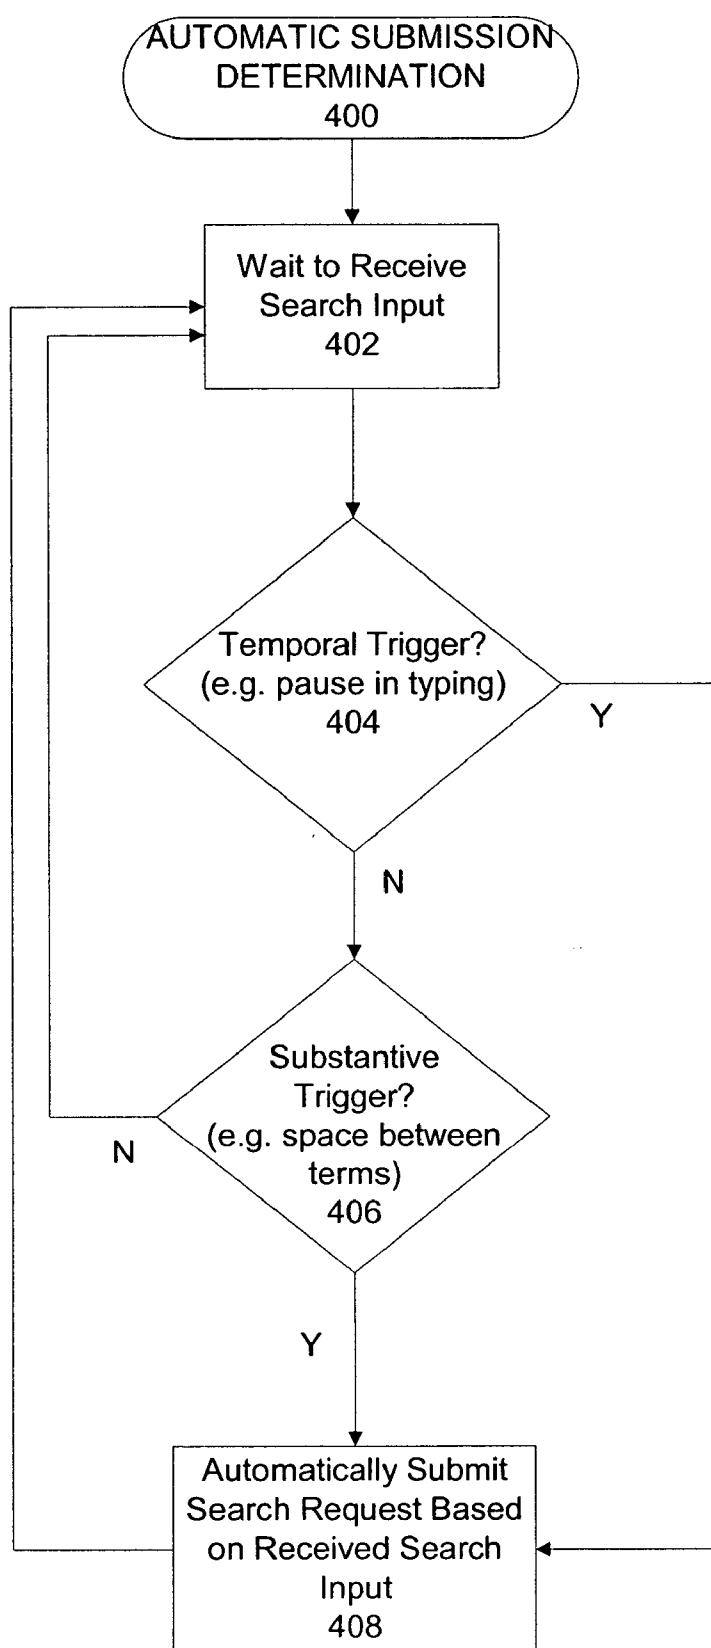 AUTOMATIC SUBMISSION
DETERMINATION
400
Wait to Receive
Search Input
402
Temporal Trigger?
(e.g. pause in typing)
404
Y
N
Substantive
Trigger?
(e.g. space between
terms)
406
N
Y
Automatically Submit
Search Request Based
on Received Search
Input
408